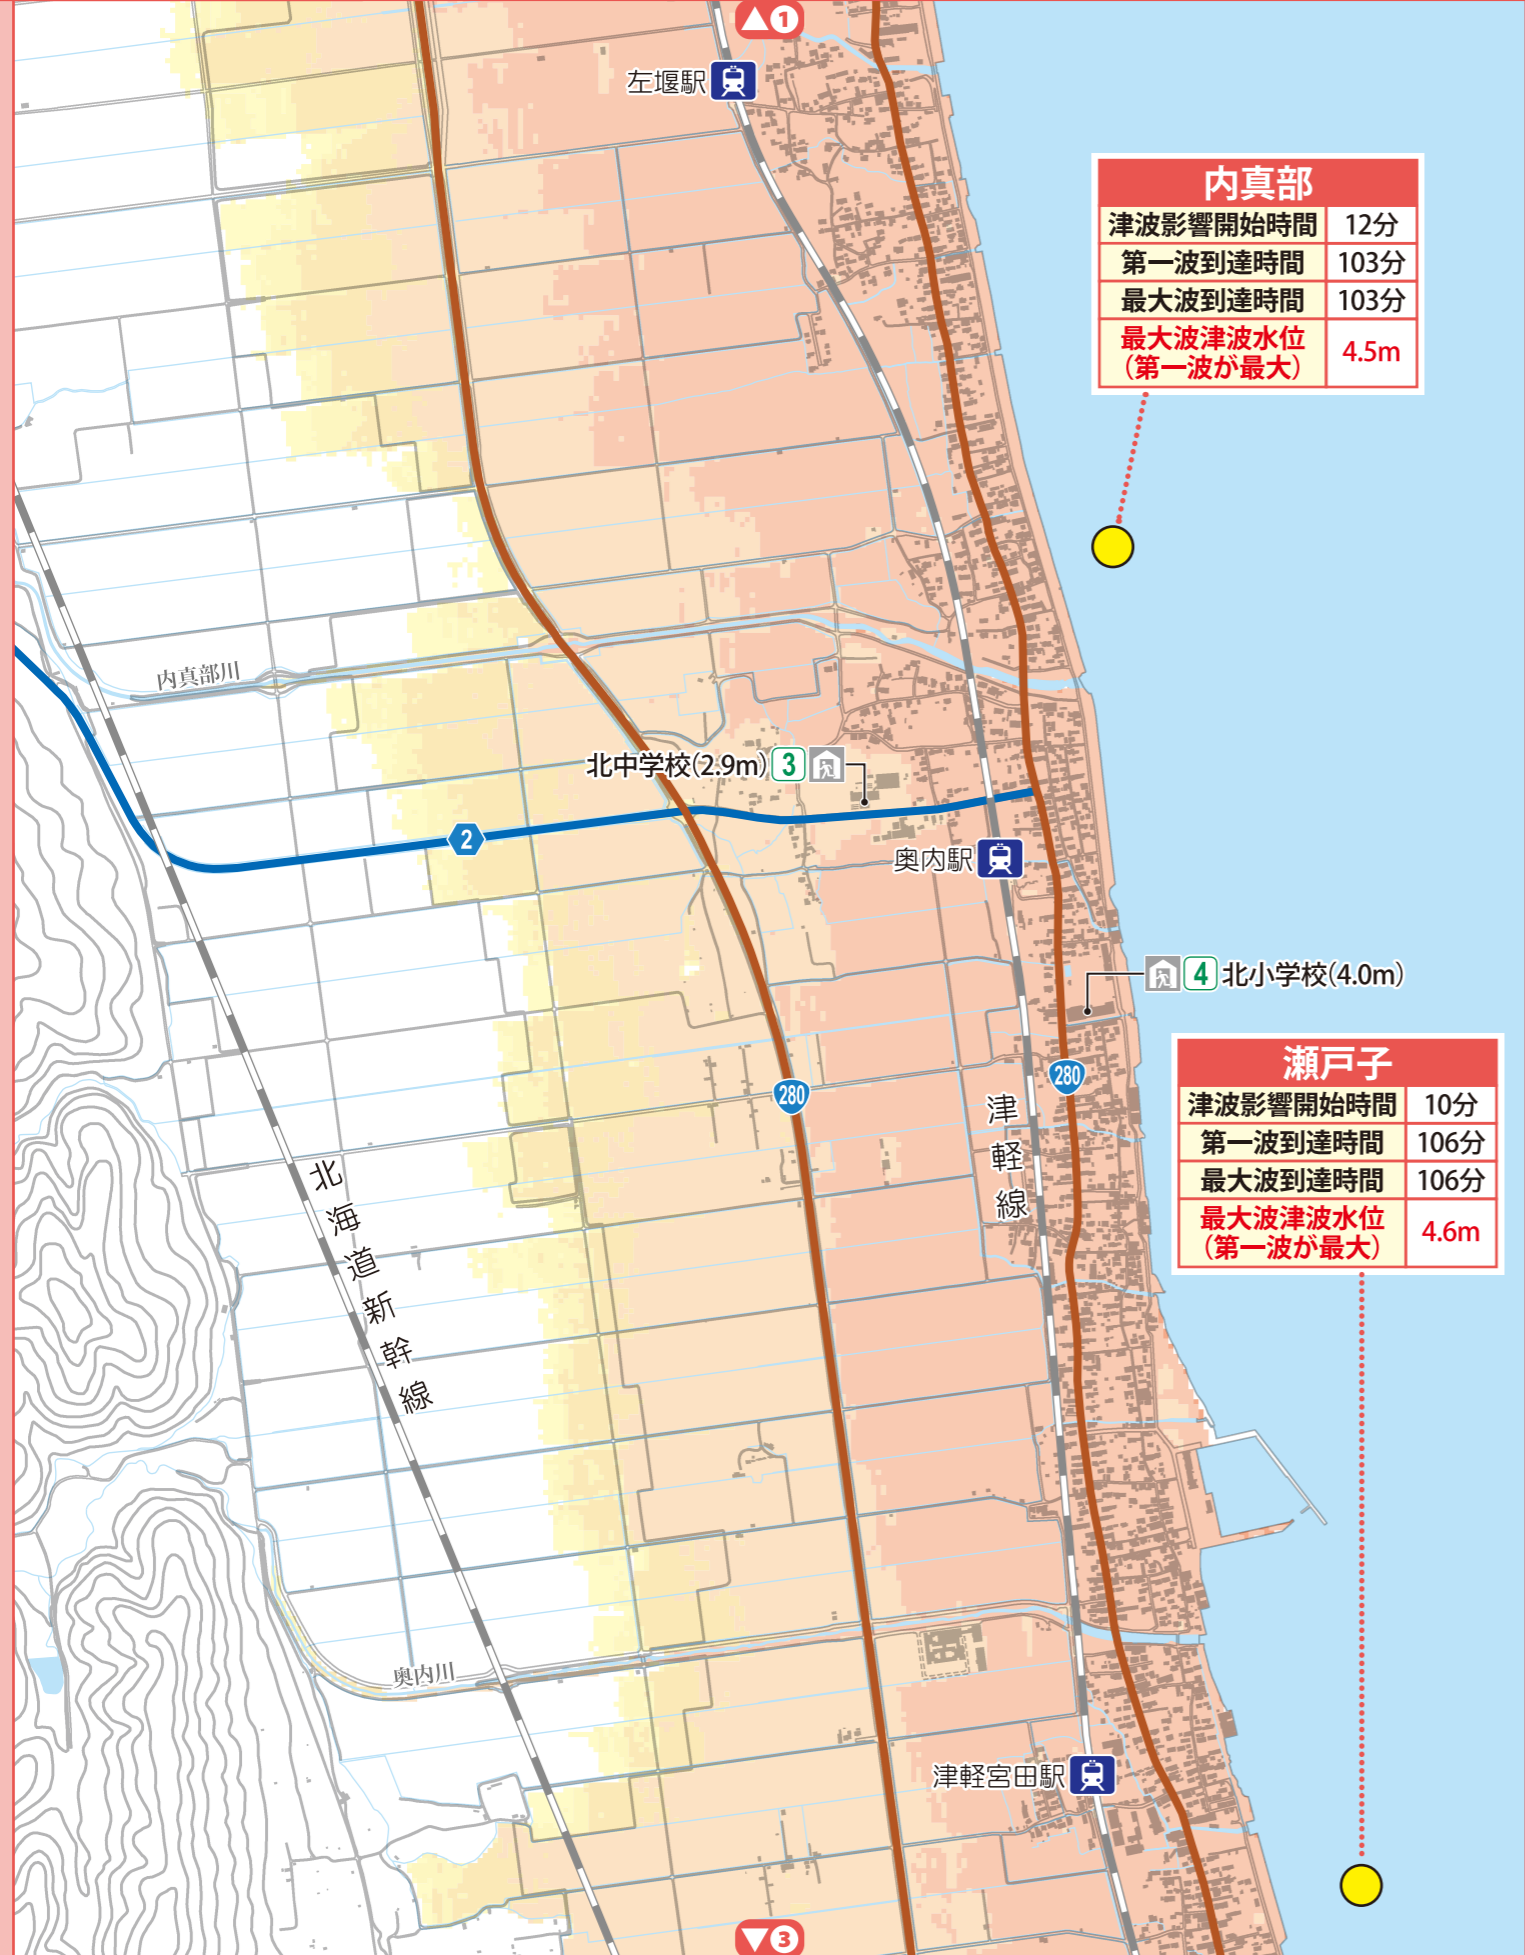 1
左堰駅
内真部
津波影響開始時間 12分
第一波到達時間 103分
最大波到達時間 103分
最大波津波水位
(第一波が最大) 4.5m
内真部川
北中学校(2.9m) 3
2
奥内駅
4 北小学校(4.0m)
瀬戸子
津波影響開始時間 10分
第一波到達時間 106分
最大波到達時間 106分
最大波津波水位
(第一波が最大) 4.6m
280
280
津軽線
北海道新幹線
奥内川
津軽宮田駅
3